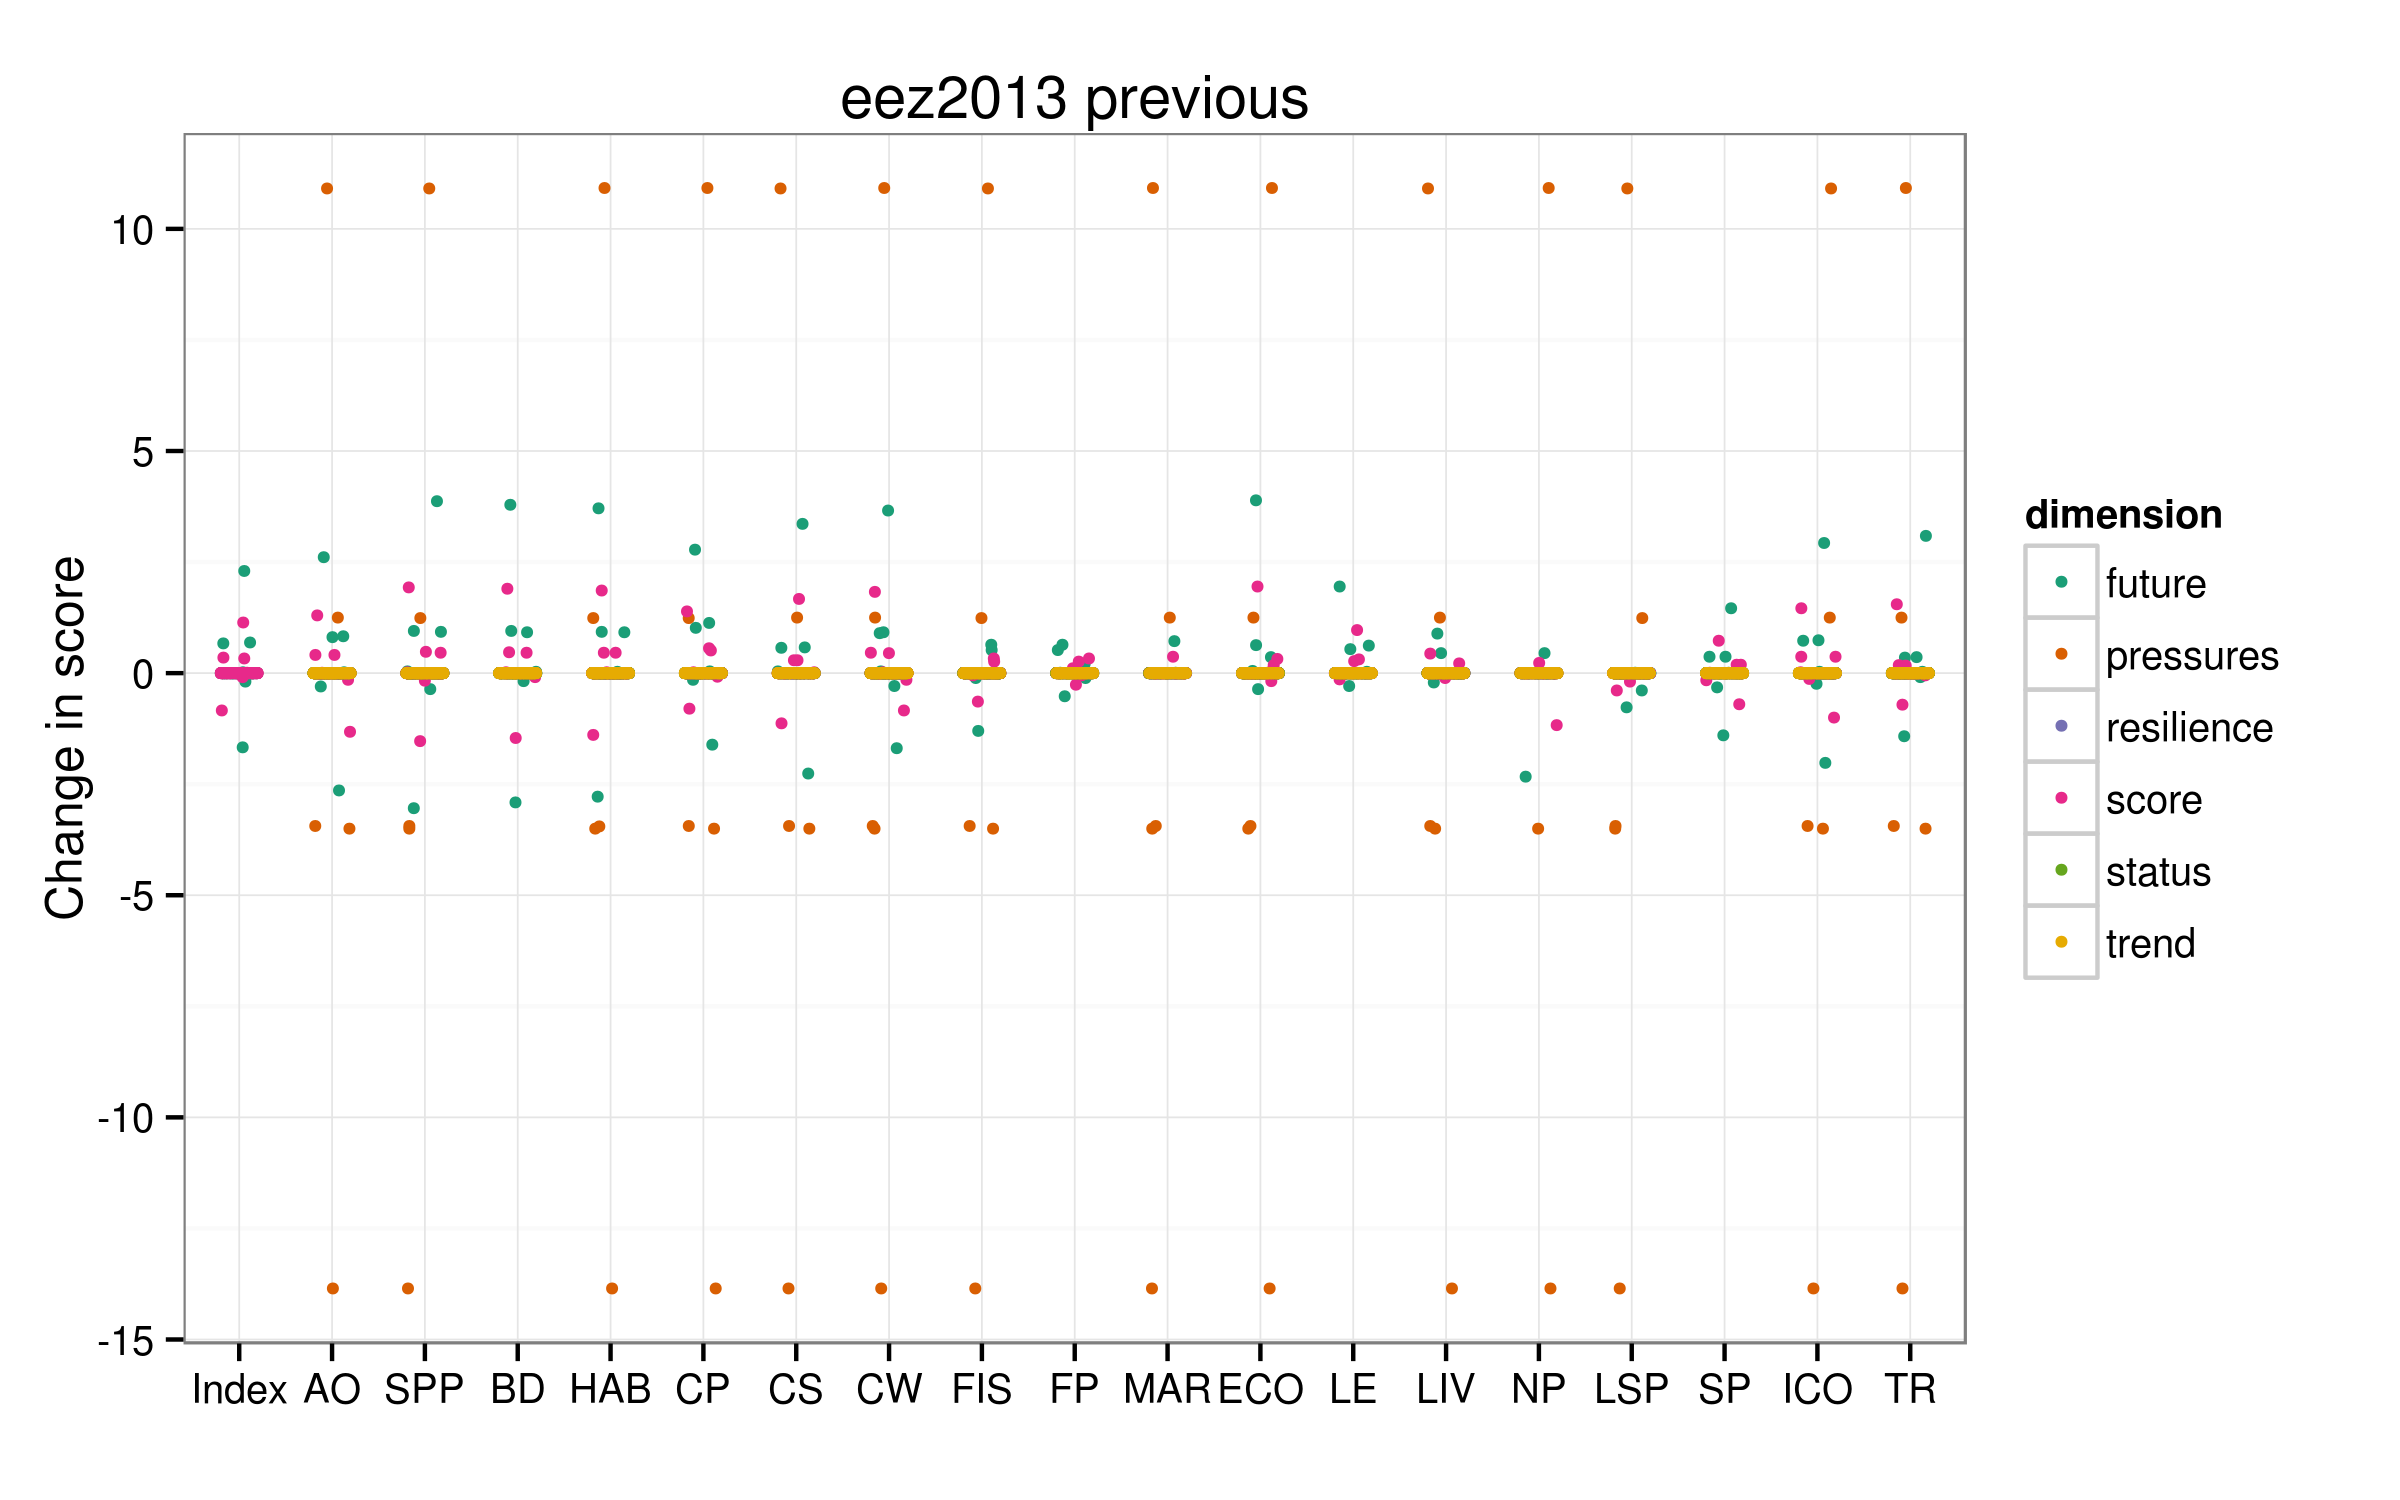 eez2013 previous
Change in score
10
5
0
-5
-10
-15
Index AO SPP BD HAB CP CS CW FIS FP MAR ECO LE LIV NP LSP SP ICO TR
dimension
future
pressures
resilience
score
status
trend